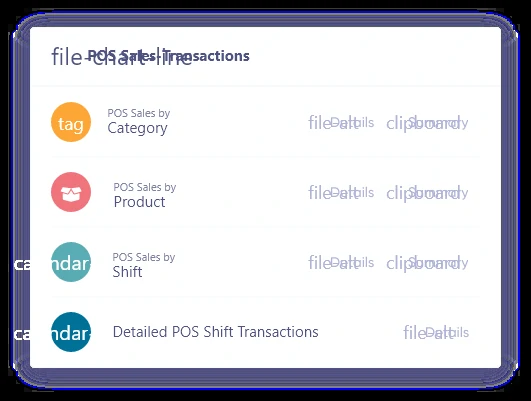 file-chart-line POS Sales Transactions
tag
POS Sales by
Category
file-alt Details clipboard Summary
POS Sales by
Product
file-alt Details clipboard Summary
calendar-
POS Sales by
Shift
file-alt Details clipboard Summary
calendar-
Detailed POS Shift Transactions
file-alt Details